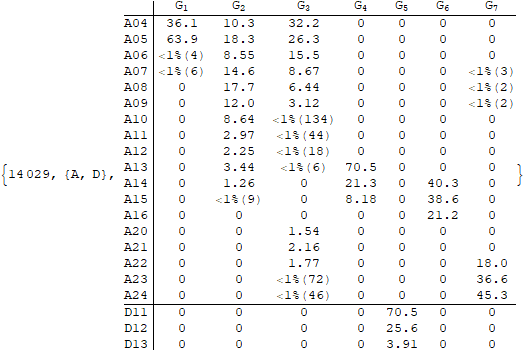 G₁ G₂ G₃ G₄ G₅ G₆ G₇
A04 36.1 10.3 32.2 0 0 0 0
A05 63.9 18.3 26.3 0 0 0 0
A06 <1%(4) 8.55 15.5 0 0 0 0
A07 <1%(6) 14.6 8.67 0 0 0 <1%(3)
A08 0 17.7 6.44 0 0 0 <1%(2)
A09 0 12.0 3.12 0 0 0 <1%(2)
A10 0 8.64 <1%(134) 0 0 0 0
A11 0 2.97 <1%(44) 0 0 0 0
A12 0 2.25 <1%(18) 0 0 0 0
A13 0 3.44 <1%(6) 70.5 0 0 0
{14029, {A, D}, A14 0 1.26 0 21.3 0 40.3 0 }
A15 0 <1%(9) 0 8.18 0 38.6 0
A16 0 0 0 0 0 21.2 0
A20 0 0 1.54 0 0 0 0
A21 0 0 2.16 0 0 0 0
A22 0 0 1.77 0 0 0 18.0
A23 0 0 <1%(72) 0 0 0 36.6
A24 0 0 <1%(46) 0 0 0 45.3
D11 0 0 0 0 70.5 0 0
D12 0 0 0 0 25.6 0 0
D13 0 0 0 0 3.91 0 0